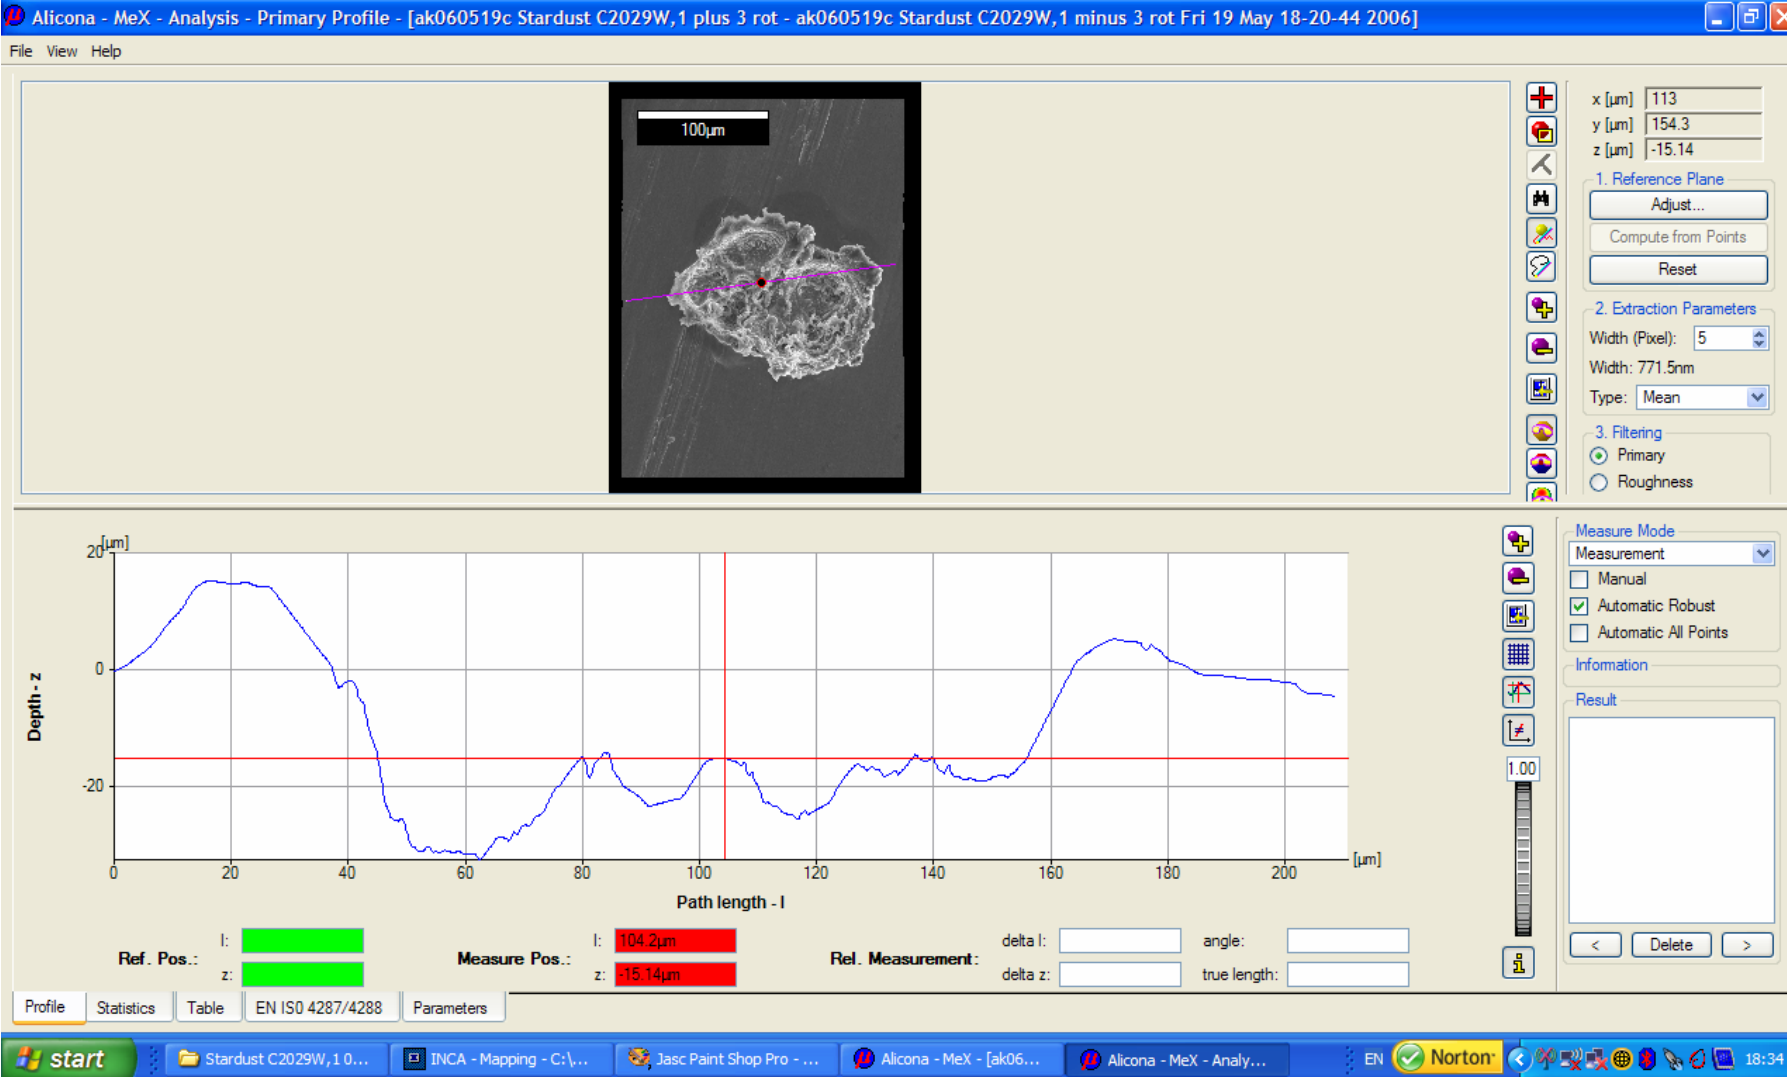 Alicona - MeX - Analysis - Primary Profile - [ak060519c Stardust C2029W,1 plus 3 rot - ak060519c Stardust C2029W,1 minus 3 rot Fri 19 May 18-20-44 2006]
File View Help
100µm
x [µm] 113
y [µm] 154.3
z [µm] -15.14
1. Reference Plane
Adjust...
Compute from Points
Reset
2. Extraction Parameters
Width (Pixel): 5
Width: 771.5nm
Type: Mean
3. Filtering
Primary
Roughness
[µm]
20
0
-20
Depth - z
0 20 40 60 80 100 120 140 160 180 200 [µm]
Path length - l
1.00
Measure Mode
Measurement
Manual
Automatic Robust
Automatic All Points
Information
Result
< Delete >
Ref. Pos.: l: z:
Measure Pos.: l: 104.2µm z: -15.14µm
Rel. Measurement: delta l: angle:
delta z: true length:
Profile Statistics Table EN IS0 4287/4288 Parameters
start Stardust C2029W,1 0... INCA - Mapping - C:\... Jasc Paint Shop Pro - ... Alicona - MeX - [ak06... Alicona - MeX - Analy... EN Norton 18:34